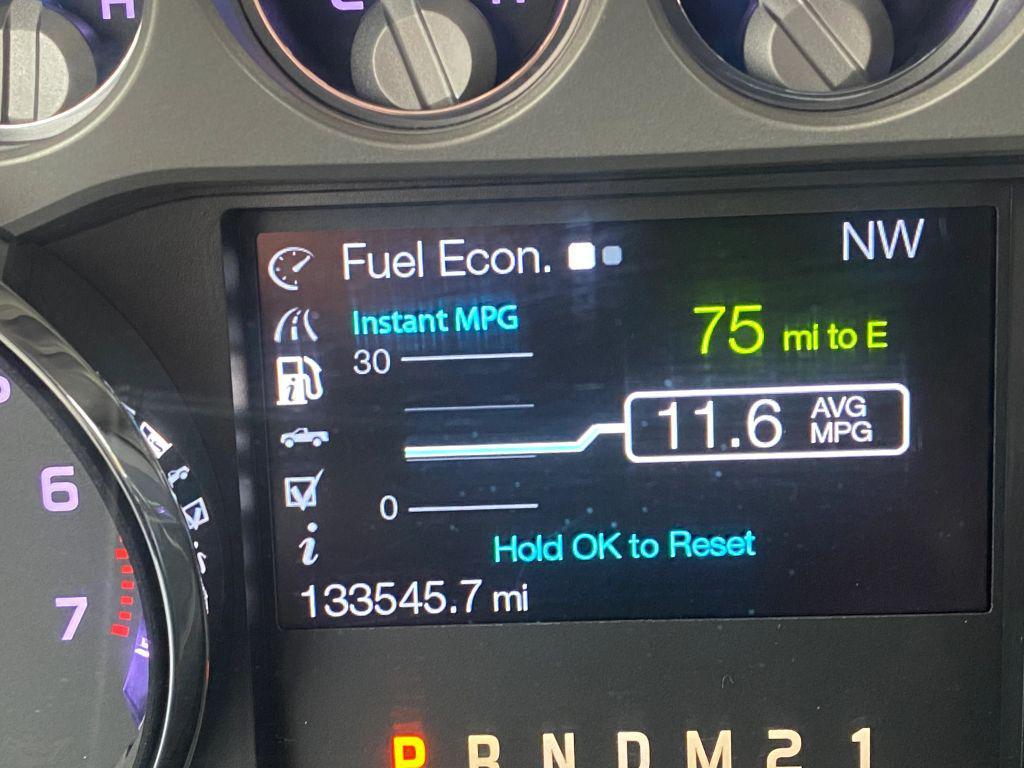 H
C H
Fuel Econ.
NW
Instant MPG
75 mi to E
30
11.6 AVG MPG
0
Hold OK to Reset
133545.7 mi
6
7
P R N D M 2 1